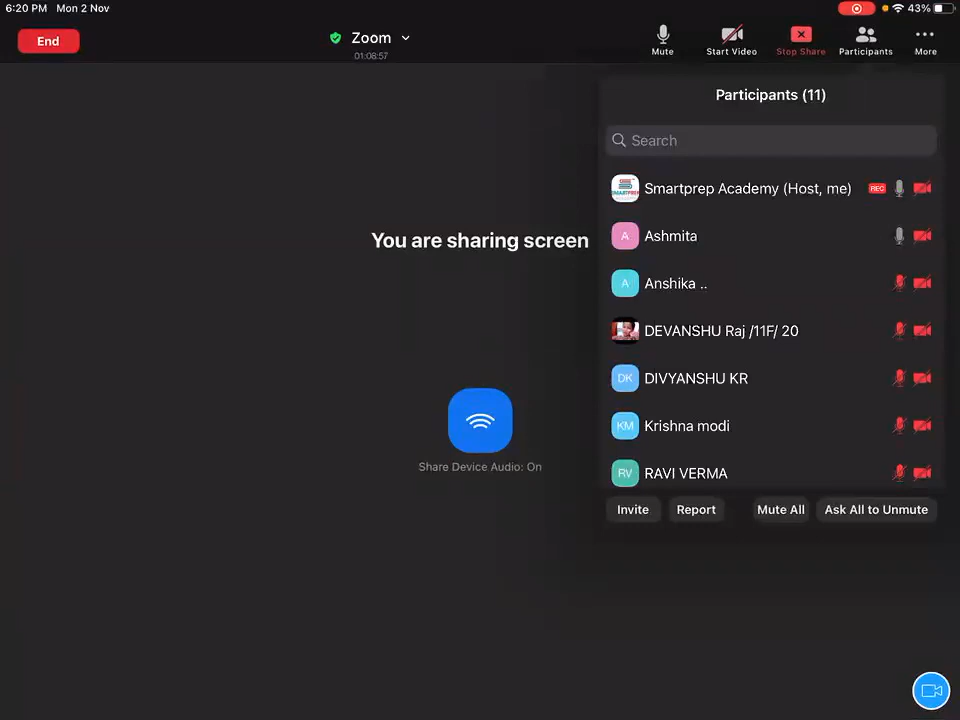 6:20 PM Mon 2 Nov
43%
End
Zoom
01:08:57
Mute
Start Video
Stop Share
Participants
More
Participants (11)
Search
Smartprep Academy (Host, me)
REC
A
Ashmita
A
Anshika ..
You are sharing screen
DEVANSHU Raj /11F/ 20
DK
DIVYANSHU KR
KM
Krishna modi
RV
RAVI VERMA
Share Device Audio: On
Invite
Report
Mute All
Ask All to Unmute